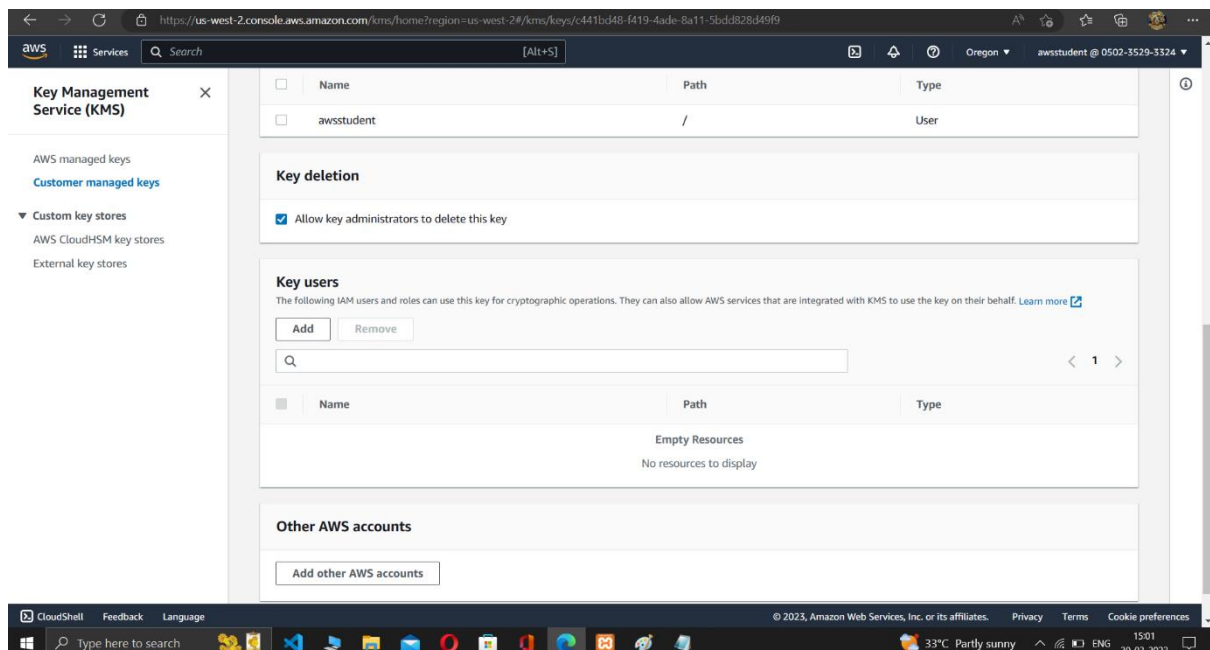 https://us-west-2.console.aws.amazon.com/kms/home?region=us-west-2#/kms/keys/c441bd48-f419-4ade-8a11-5bdd828d49f9
aws Services Search [Alt+S] Oregon awsstudent @ 0502-3529-3324
Key Management Service (KMS)
AWS managed keys
Customer managed keys
Custom key stores
AWS CloudHSM key stores
External key stores
Name Path Type
awsstudent / User
Key deletion
Allow key administrators to delete this key
Key users
The following IAM users and roles can use this key for cryptographic operations. They can also allow AWS services that are integrated with KMS to use the key on their behalf. Learn more
Add Remove
1
Name Path Type
Empty Resources
No resources to display
Other AWS accounts
Add other AWS accounts
CloudShell Feedback Language © 2023, Amazon Web Services, Inc. or its affiliates. Privacy Terms Cookie preferences
Type here to search 33°C Partly sunny ENG 15:01